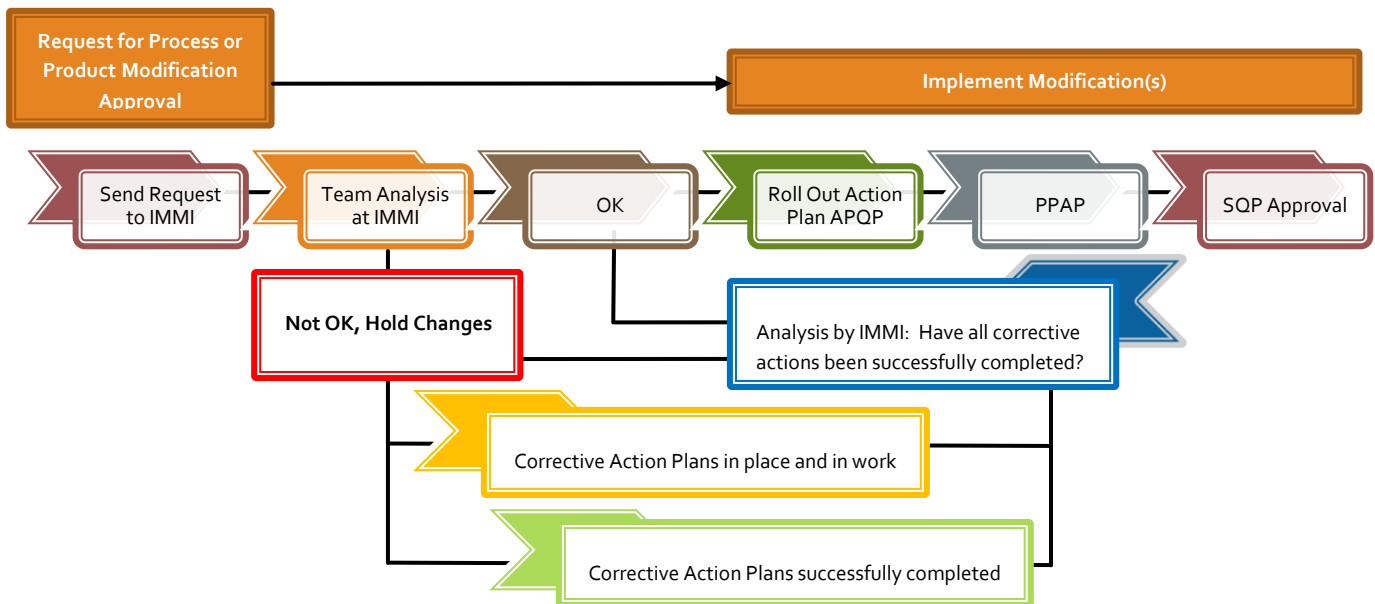 Request for Process or
Product Modification
Approval
Implement Modification(s)
Send Request
to IMMI
Team Analysis
at IMMI
OK
Roll Out Action
Plan APQP
PPAP
SQP Approval
Not OK, Hold Changes
Analysis by IMMI: Have all corrective
actions been successfully completed?
Corrective Action Plans in place and in work
Corrective Action Plans successfully completed